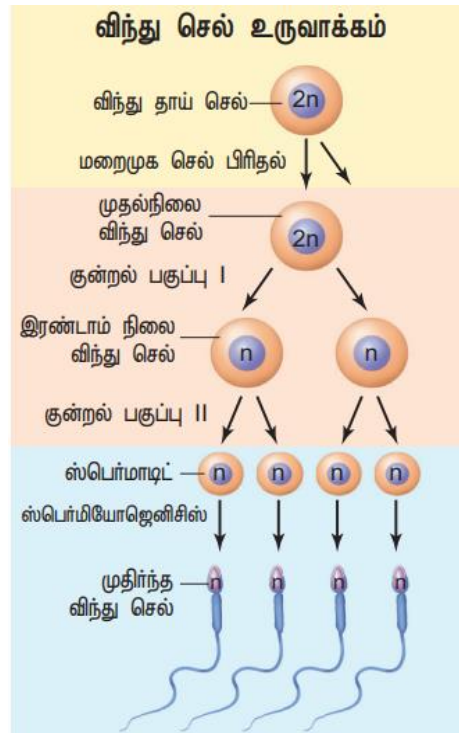 விந்து செல் உருவாக்கம்
விந்து தாய் செல்
2n
மறைமுக செல் பிரிதல்
முதல்நிலை
விந்து செல்
2n
குன்றல் பகுப்பு I
இரண்டாம் நிலை
விந்து செல்
n
n
குன்றல் பகுப்பு II
ஸ்பெர்மாடிட்
n
n
n
n
ஸ்பெர்மியோஜெனிசிஸ்
முதிர்ந்த
விந்து செல்
n
n
n
n